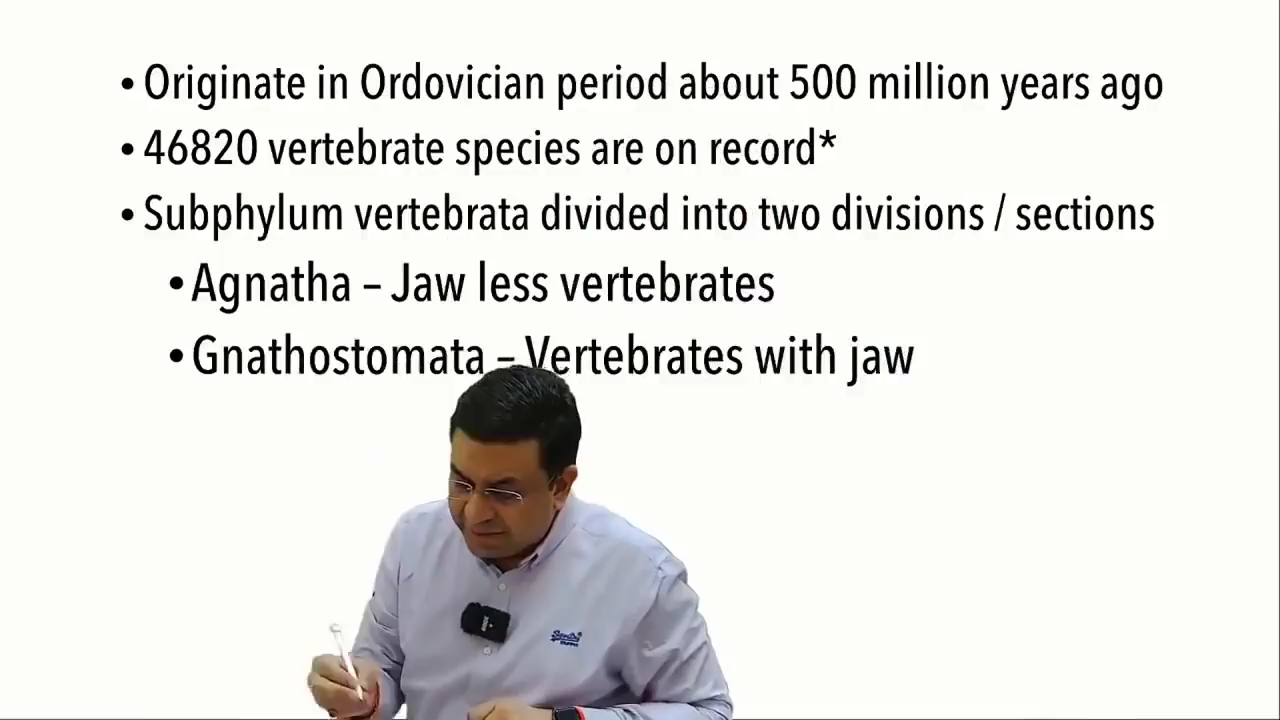 • Originate in Ordovician period about 500 million years ago
• 46820 vertebrate species are on record*
• Subphylum vertebrata divided into two divisions / sections
• Agnatha – Jaw less vertebrates
• Gnathostomata – Vertebrates with jaw